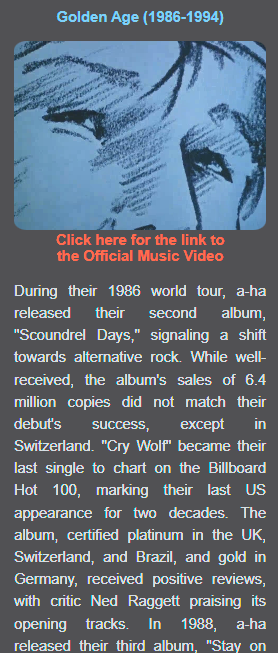 Golden Age (1986-1994)
Click here for the link to
the Official Music Video
During their 1986 world tour, a-ha
released their second album,
"Scoundrel Days," signaling a shift
towards alternative rock. While well-
received, the album's sales of 6.4
million copies did not match their
debut's success, except in
Switzerland. "Cry Wolf" became their
last single to chart on the Billboard
Hot 100, marking their last US
appearance for two decades. The
album, certified platinum in the UK,
Switzerland, and Brazil, and gold in
Germany, received positive reviews,
with critic Ned Raggett praising its
opening tracks. In 1988, a-ha
released their third album, "Stay on